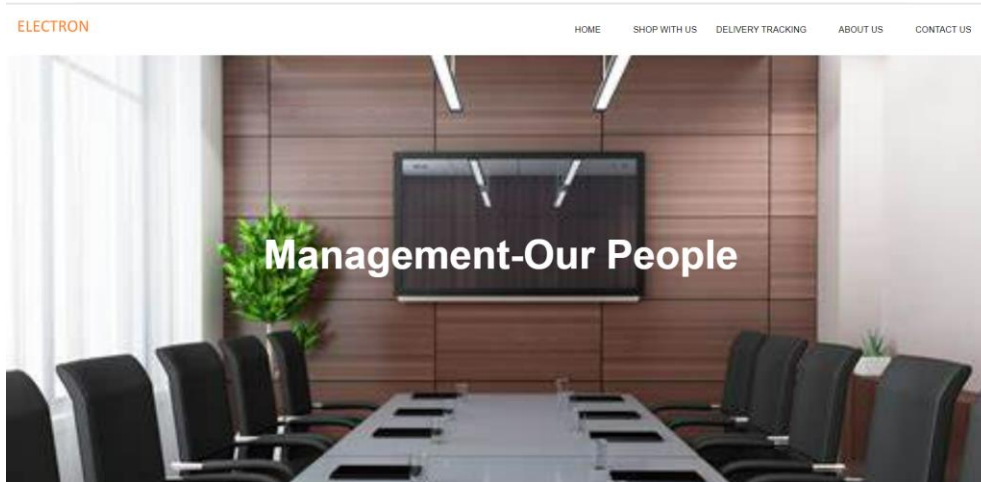 ELECTRON
HOME SHOP WITH US DELIVERY TRACKING ABOUT US CONTACT US
Management-Our People